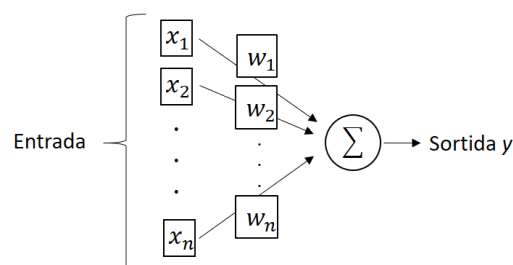 x₁
w₁
x₂
w₂
Entrada
∑
Sortida y
xₙ
wₙ